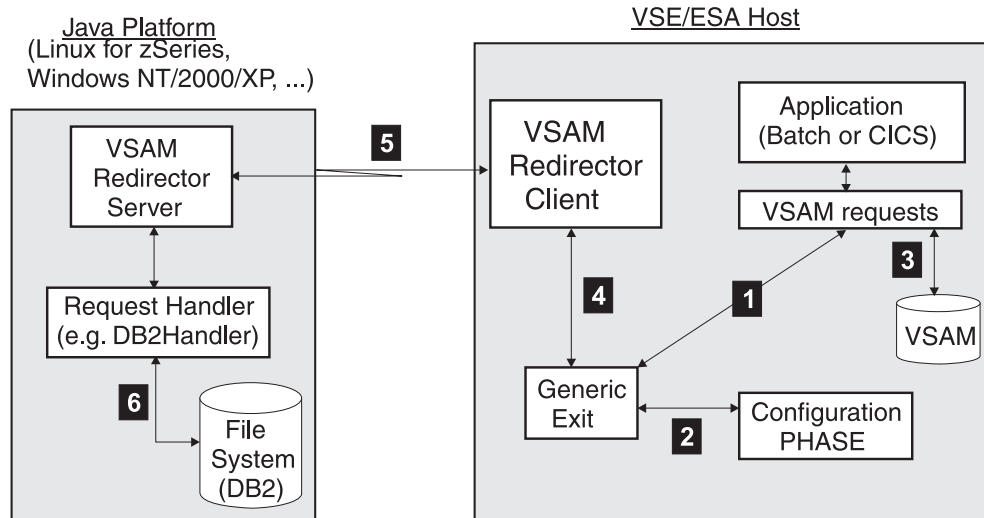 Java Platform
(Linux for zSeries,
Windows NT/2000/XP, ...)
VSAM
Redirector
Server
Request Handler
(e.g. DB2Handler)
6
File
System
(DB2)
5
VSE/ESA Host
VSAM
Redirector
Client
Application
(Batch or CICS)
VSAM requests
3
VSAM
1
4
Generic
Exit
2
Configuration
PHASE